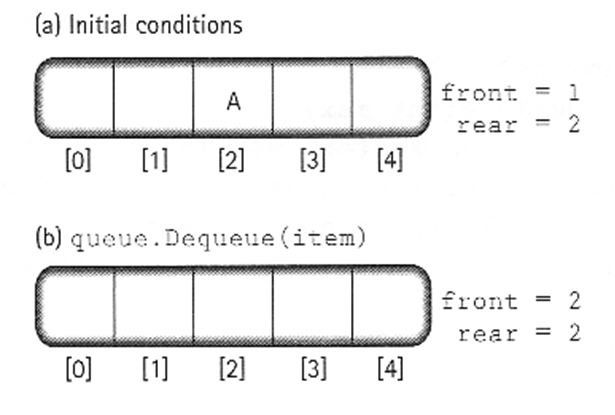 (a) Initial conditions
A
front = 1
rear = 2
[0] [1] [2] [3] [4]
(b) queue.Dequeue(item)
front = 2
rear = 2
[0] [1] [2] [3] [4]